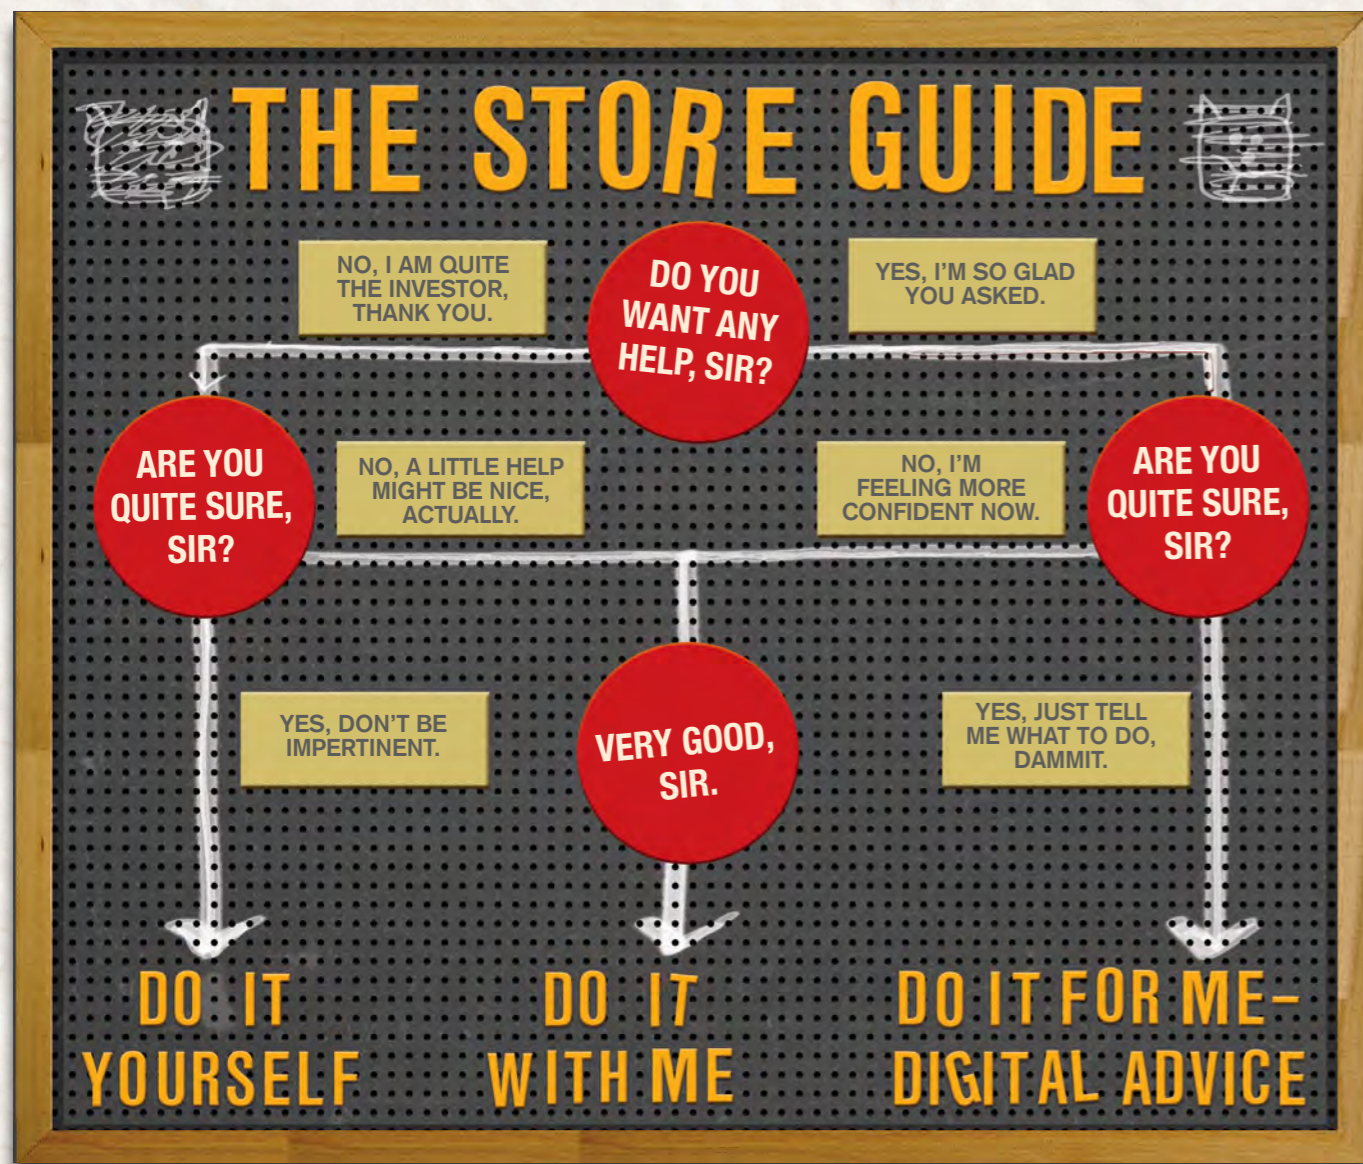 THE STORE GUIDE
DO YOU
WANT ANY
HELP, SIR?
NO, I AM QUITE
THE INVESTOR,
THANK YOU.
YES, I'M SO GLAD
YOU ASKED.
ARE YOU
QUITE SURE,
SIR?
NO, A LITTLE HELP
MIGHT BE NICE,
ACTUALLY.
NO, I'M
FEELING MORE
CONFIDENT NOW.
ARE YOU
QUITE SURE,
SIR?
YES, DON'T BE
IMPERTINENT.
VERY GOOD,
SIR.
YES, JUST TELL
ME WHAT TO DO,
DAMMIT.
DO IT
YOURSELF
DO IT
WITH ME
DO IT FOR ME–
DIGITAL ADVICE